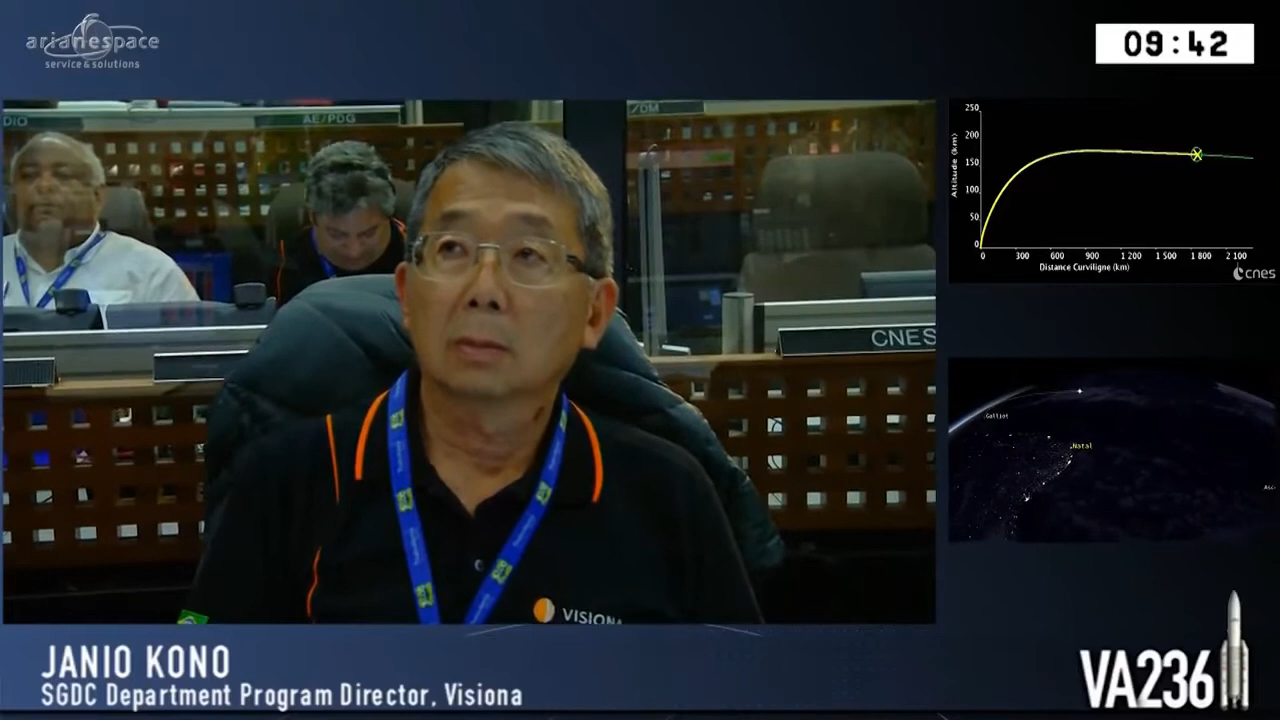 arianespace
service & solutions
09:42
DIO
AE/PDG
/DM
CNES
VISIONA
250
200
150
100
50
0
Altitude (km)
0 300 600 900 1 200 1 500 1 800 2 100
Distance Curviligne (km)
cnes
Galliot
Natal
Asc
JANIO KONO
SGDC Department Program Director, Visiona
VA236